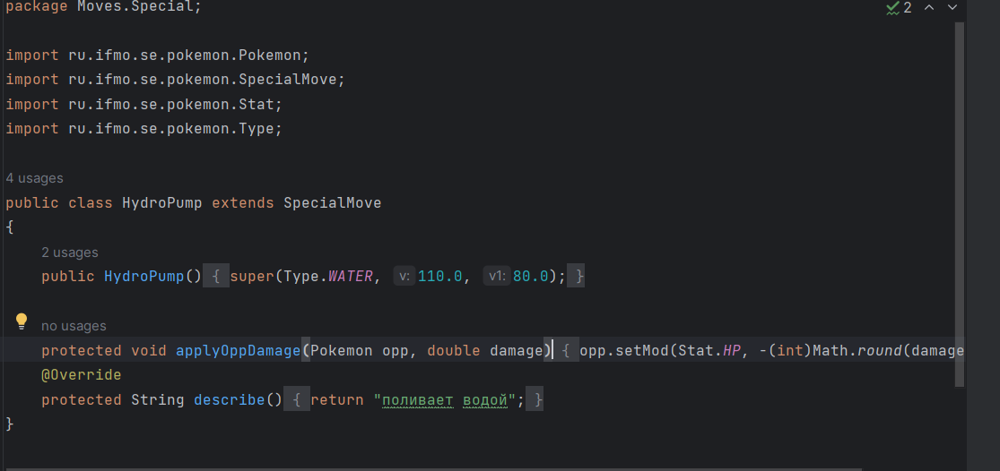 package Moves.Special;
2
import ru.ifmo.se.pokemon.Pokemon;
import ru.ifmo.se.pokemon.SpecialMove;
import ru.ifmo.se.pokemon.Stat;
import ru.ifmo.se.pokemon.Type;
4 usages
public class HydroPump extends SpecialMove
{
2 usages
public HydroPump() { super(Type.WATER, v: 110.0, v1: 80.0); }
no usages
protected void applyOppDamage(Pokemon opp, double damage) { opp.setMod(Stat.HP, -(int)Math.round(damage
@Override
protected String describe() { return "поливает водой"; }
}